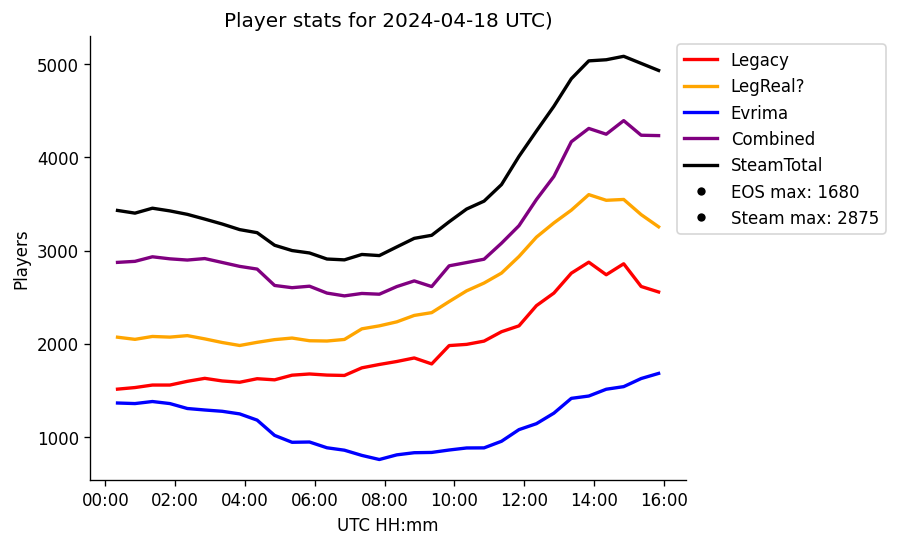 Player stats for 2024-04-18 UTC)
5000
4000
3000
2000
1000
Players
00:00 02:00 04:00 06:00 08:00 10:00 12:00 14:00 16:00
UTC HH:mm
Legacy
LegReal?
Evrima
Combined
SteamTotal
EOS max: 1680
Steam max: 2875